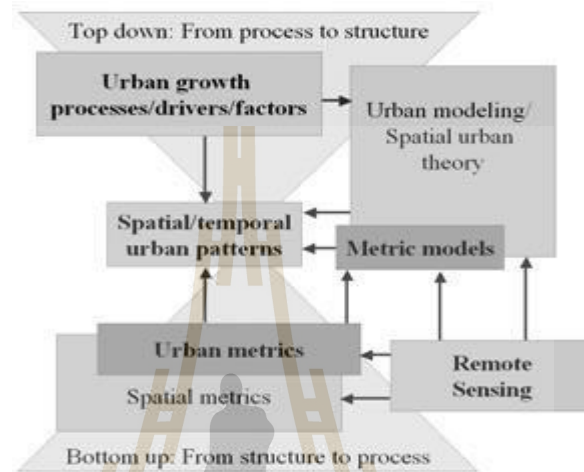 Top down: From process to structure
Urban growth
processes/drivers/factors
Urban modeling/
Spatial urban
theory
Spatial/temporal
urban patterns
Metric models
Urban metrics
Remote
Sensing
Spatial metrics
Bottom up: From structure to process